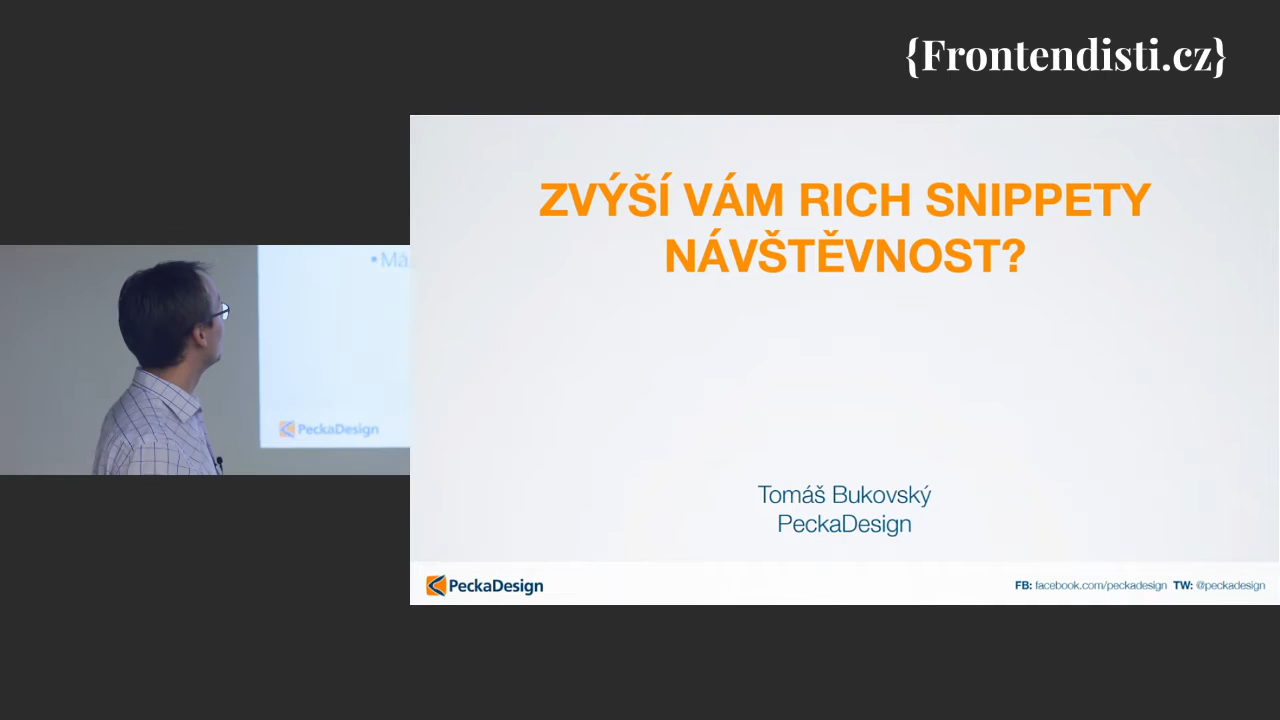 {Frontendisti.cz}
ZVÝŠÍ VÁM RICH SNIPPETY
NÁVŠTĚVNOST?
Tomáš Bukovský
PeckaDesign
PeckaDesign
FB: facebook.com/peckadesign TW: @peckadesign
PeckaDesign